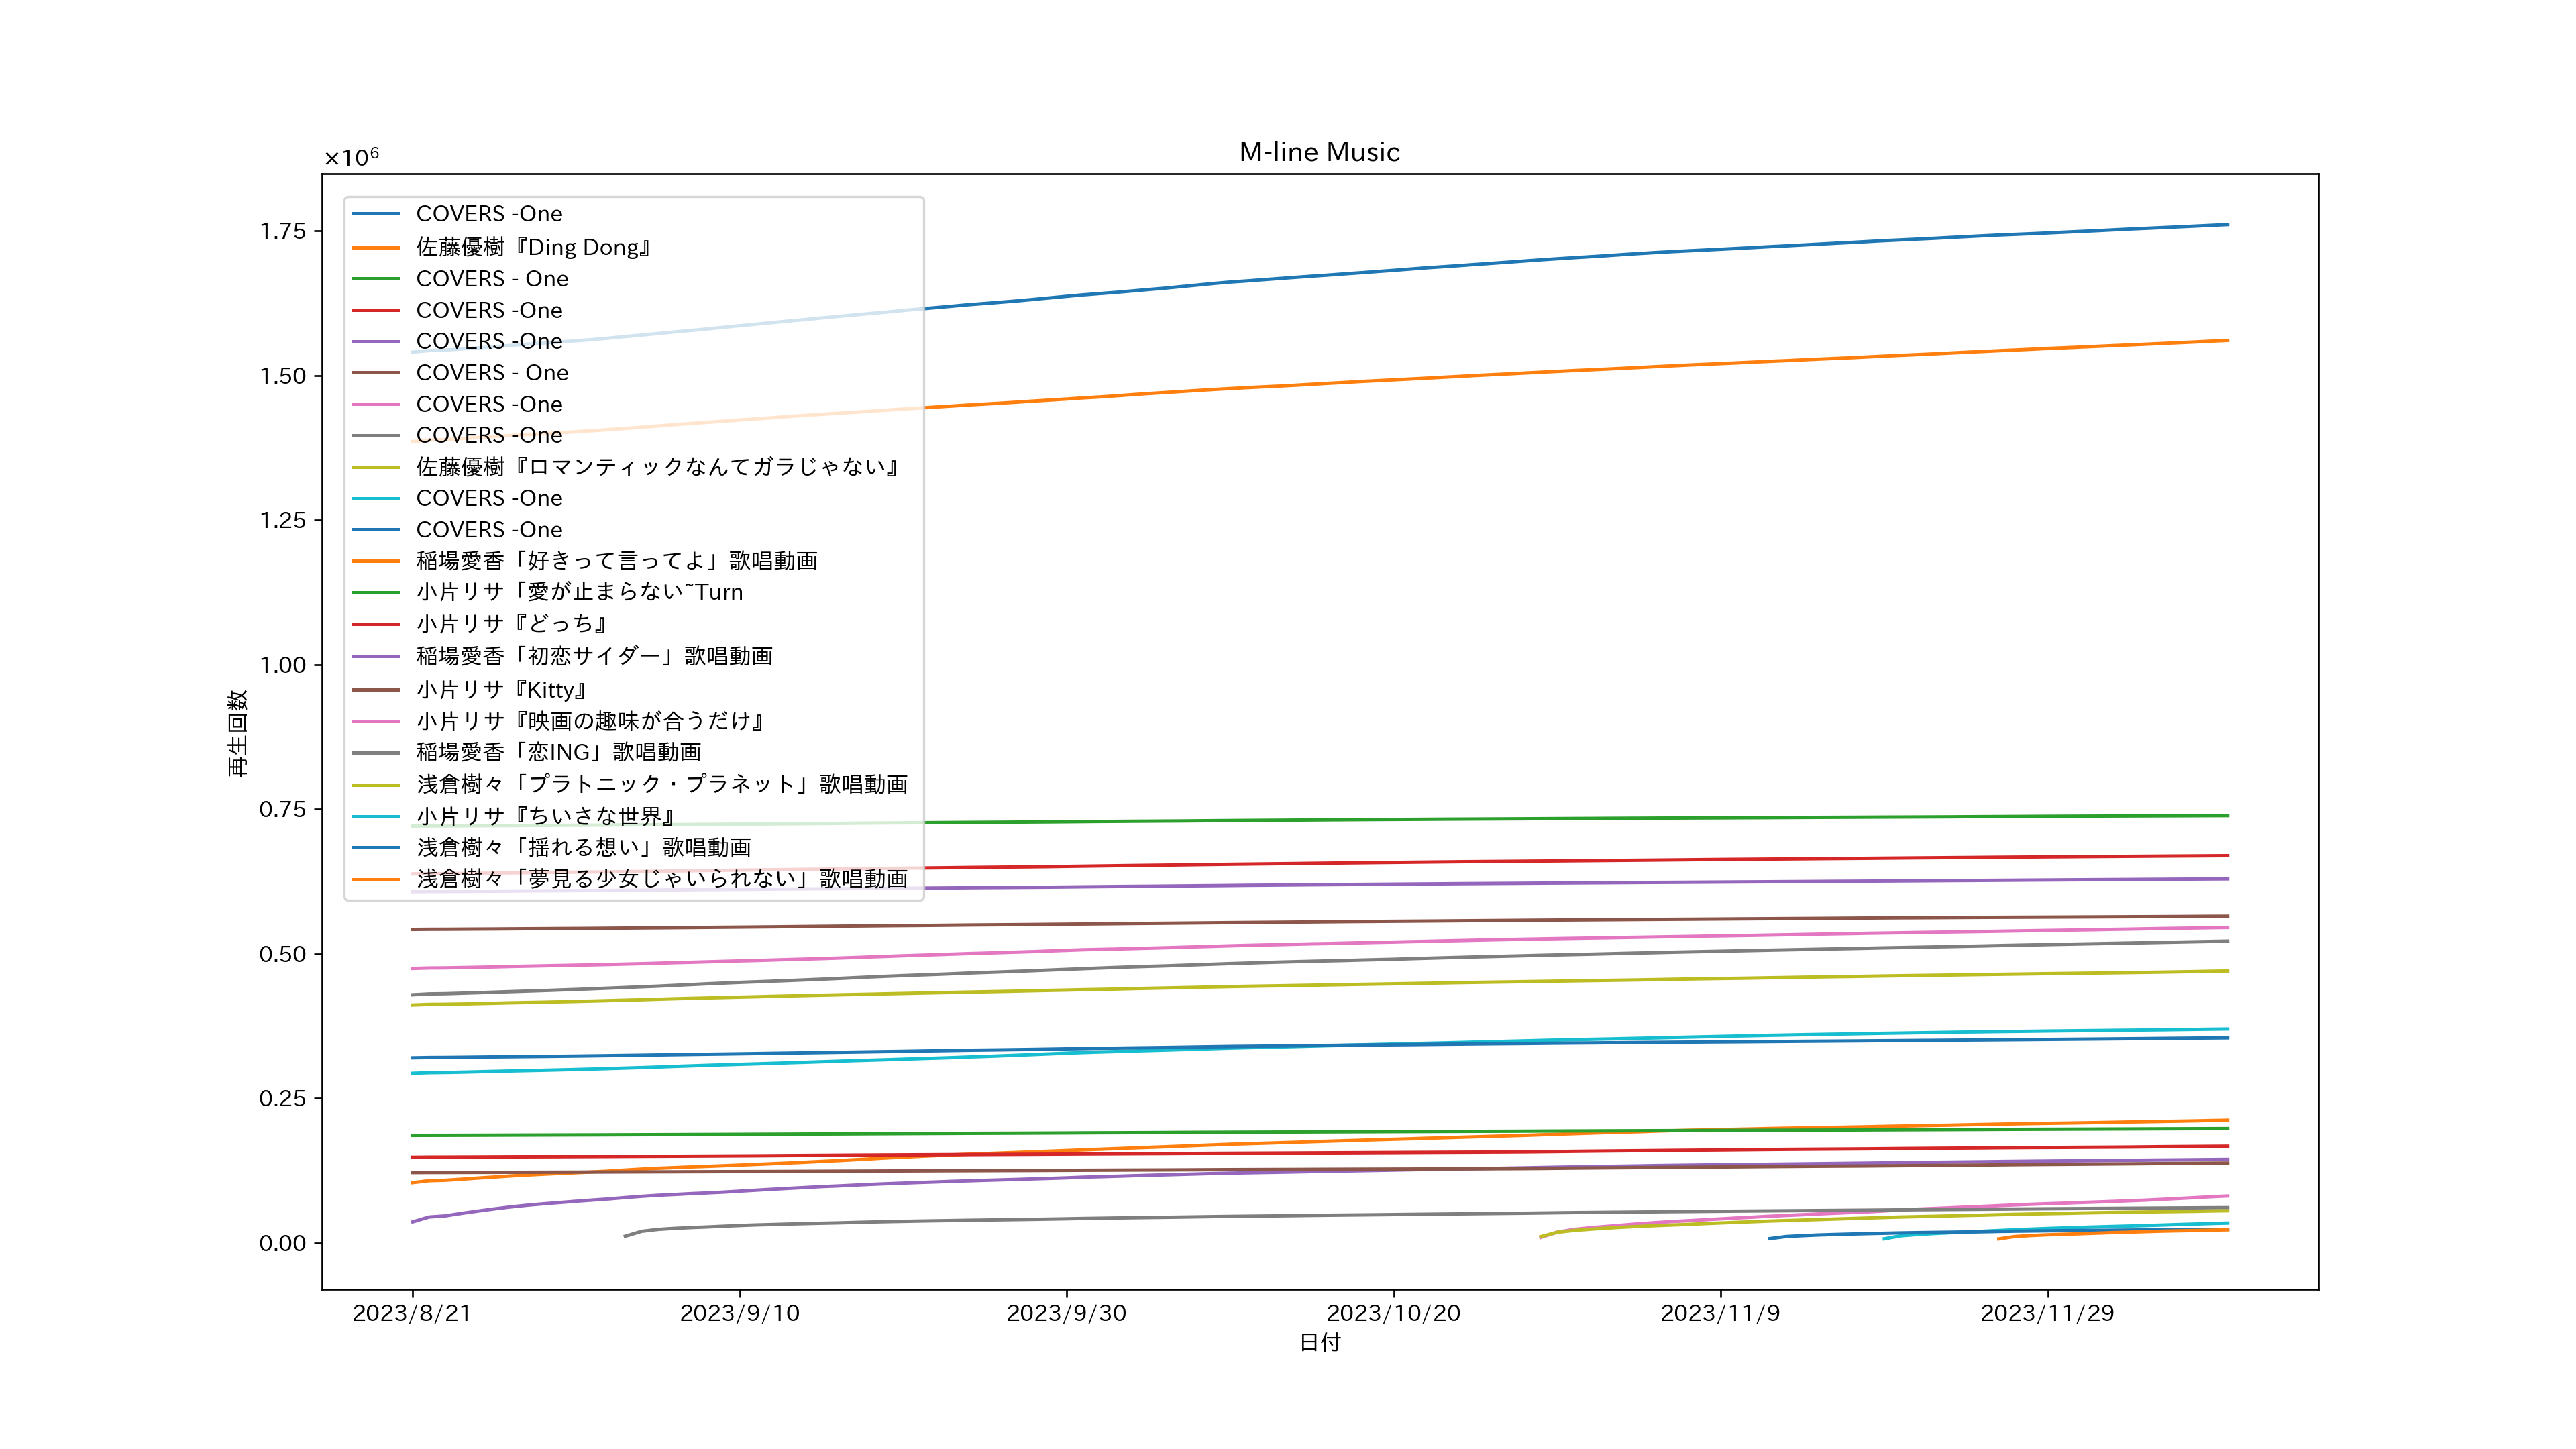 M-line Music
×10⁶
1.75
1.50
1.25
1.00
0.75
0.50
0.25
0.00
再生回数
COVERS -One
佐藤優樹『Ding Dong』
COVERS - One
COVERS -One
COVERS -One
COVERS - One
COVERS -One
COVERS -One
佐藤優樹『ロマンティックなんてガラじゃない』
COVERS -One
COVERS -One
稲場愛香「好きって言ってよ」歌唱動画
小片リサ「愛が止まらない~Turn
小片リサ『どっち』
稲場愛香「初恋サイダー」歌唱動画
小片リサ『Kitty』
小片リサ『映画の趣味が合うだけ』
稲場愛香「恋ING」歌唱動画
浅倉樹々「プラトニック・プラネット」歌唱動画
小片リサ『ちいさな世界』
浅倉樹々「揺れる想い」歌唱動画
浅倉樹々「夢見る少女じゃいられない」歌唱動画
2023/8/21
2023/9/10
2023/9/30
2023/10/20
2023/11/9
2023/11/29
日付